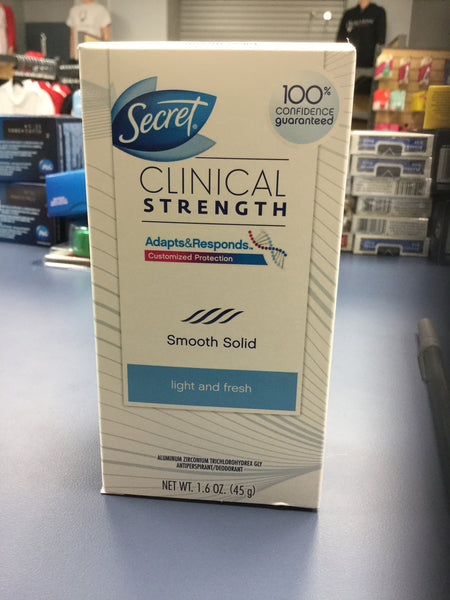 Secret®
100%
CONFIDENCE
guaranteed
CLINICAL
STRENGTH
Adapts&Responds™
Customized Protection
Smooth Solid
light and fresh
ALUMINUM ZIRCONIUM TRICHLOROHYDREX GLY
ANTIPERSPIRANT/DEODORANT
NET WT. 1.6 OZ. (45 g)